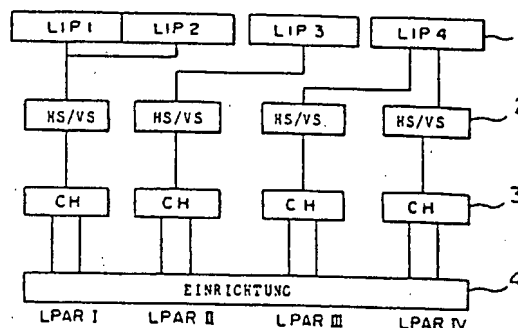 LIP 1 LIP 2 LIP 3 LIP 4
HS/VS HS/VS HS/VS HS/VS 2
CH CH CH CH 3
EINRICHTUNG 4
LPAR I LPAR II LPAR III LPAR IV